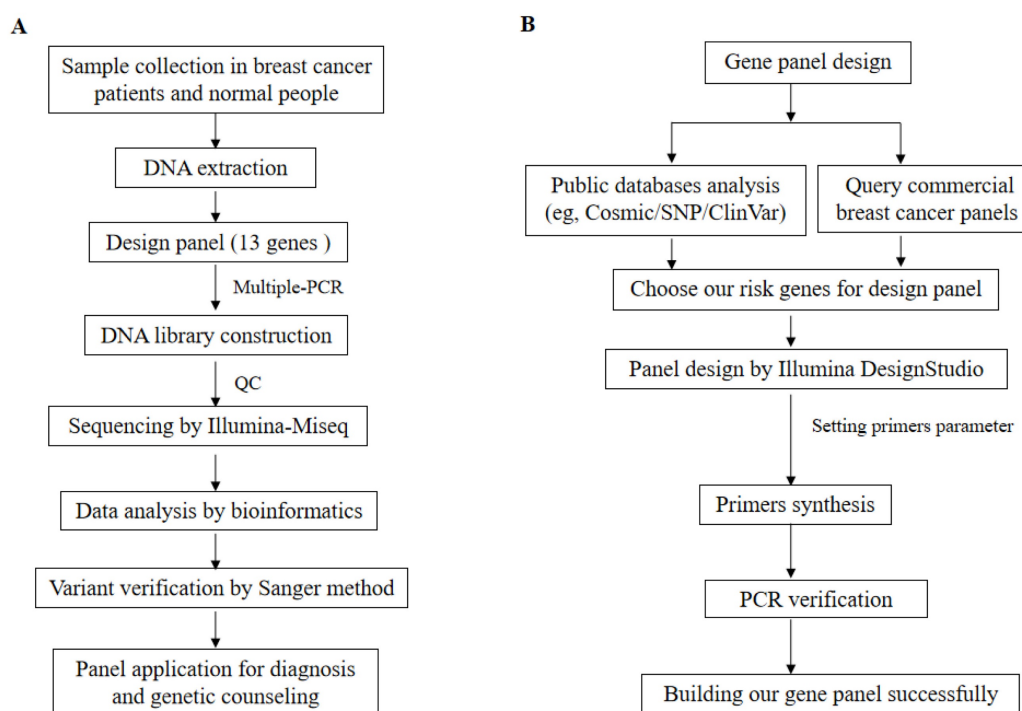 A
Sample collection in breast cancer
patients and normal people
DNA extraction
Design panel (13 genes )
Multiple-PCR
DNA library construction
QC
Sequencing by Illumina-Miseq
Data analysis by bioinformatics
Variant verification by Sanger method
Panel application for diagnosis
and genetic counseling
B
Gene panel design
Public databases analysis
(eg, Cosmic/SNP/ClinVar)
Query commercial
breast cancer panels
Choose our risk genes for design panel
Panel design by Illumina DesignStudio
Setting primers parameter
Primers synthesis
PCR verification
Building our gene panel successfully